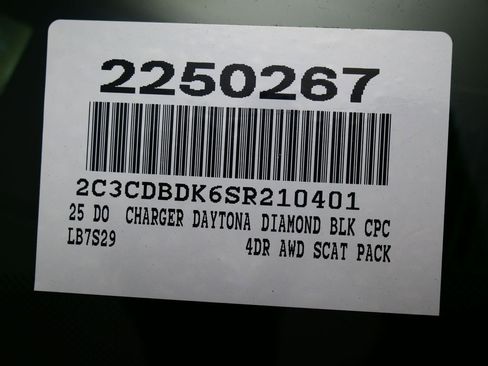 2250267
2C3CDBDK6SR210401
25 DO CHARGER DAYTONA DIAMOND BLK CPC
LB7S29 4DR AWD SCAT PACK